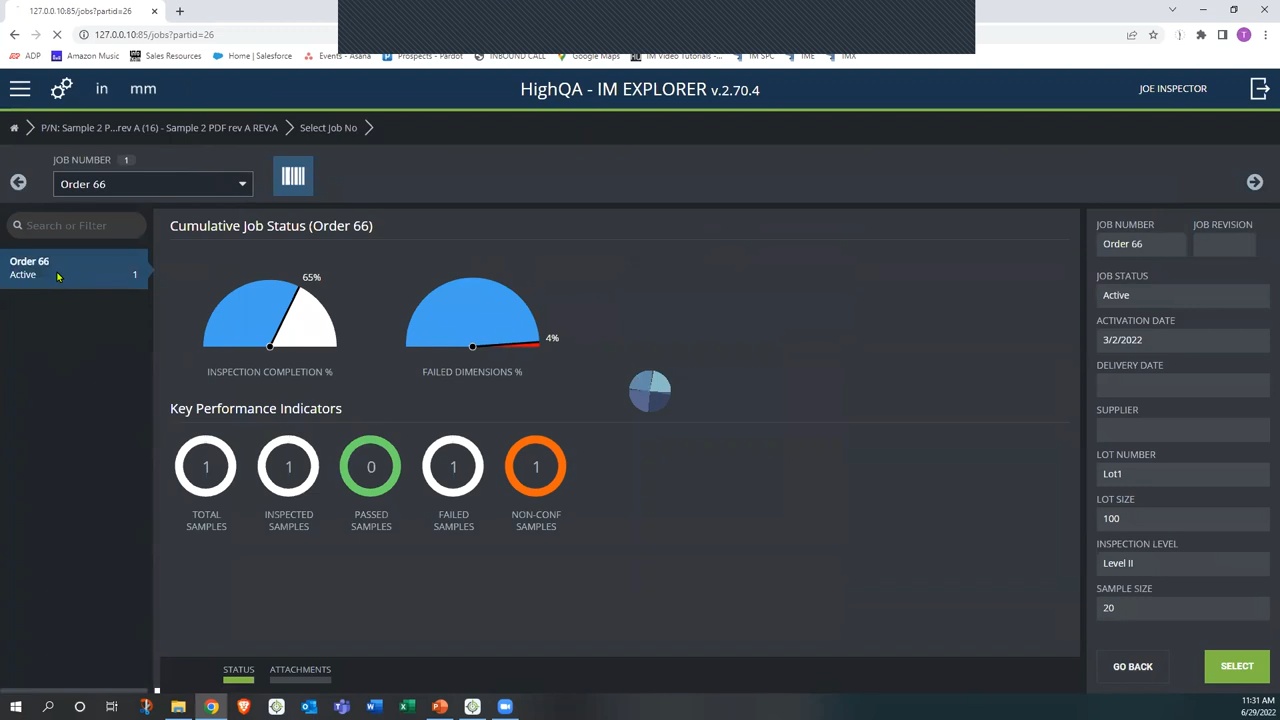 127.0.0.10:85/jobs?partid=26
127.0.0.10:85/jobs?partid=26
T
ADP
Amazon Music
Sales Resources
Home | Salesforce
Events - Asana
Prospects - Pardot
INBOUND CALL
Google Maps
IM Video Tutorials -...
IM SPC
IME
IMX
in
mm
HighQA - IM EXPLORER v.2.70.4
JOE INSPECTOR
P/N: Sample 2 P...rev A (16) - Sample 2 PDF rev A REV:A
Select Job No
JOB NUMBER 1
Order 66
Search or Filter
Order 66
Active 1
Cumulative Job Status (Order 66)
65%
INSPECTION COMPLETION %
4%
FAILED DIMENSIONS %
Key Performance Indicators
1
1
0
1
1
TOTAL
SAMPLES
INSPECTED
SAMPLES
PASSED
SAMPLES
FAILED
SAMPLES
NON-CONF
SAMPLES
STATUS
ATTACHMENTS
JOB NUMBER
JOB REVISION
Order 66
JOB STATUS
Active
ACTIVATION DATE
3/2/2022
DELIVERY DATE
SUPPLIER
LOT NUMBER
Lot1
LOT SIZE
100
INSPECTION LEVEL
Level II
SAMPLE SIZE
20
GO BACK
SELECT
11:31 AM
6/29/2022